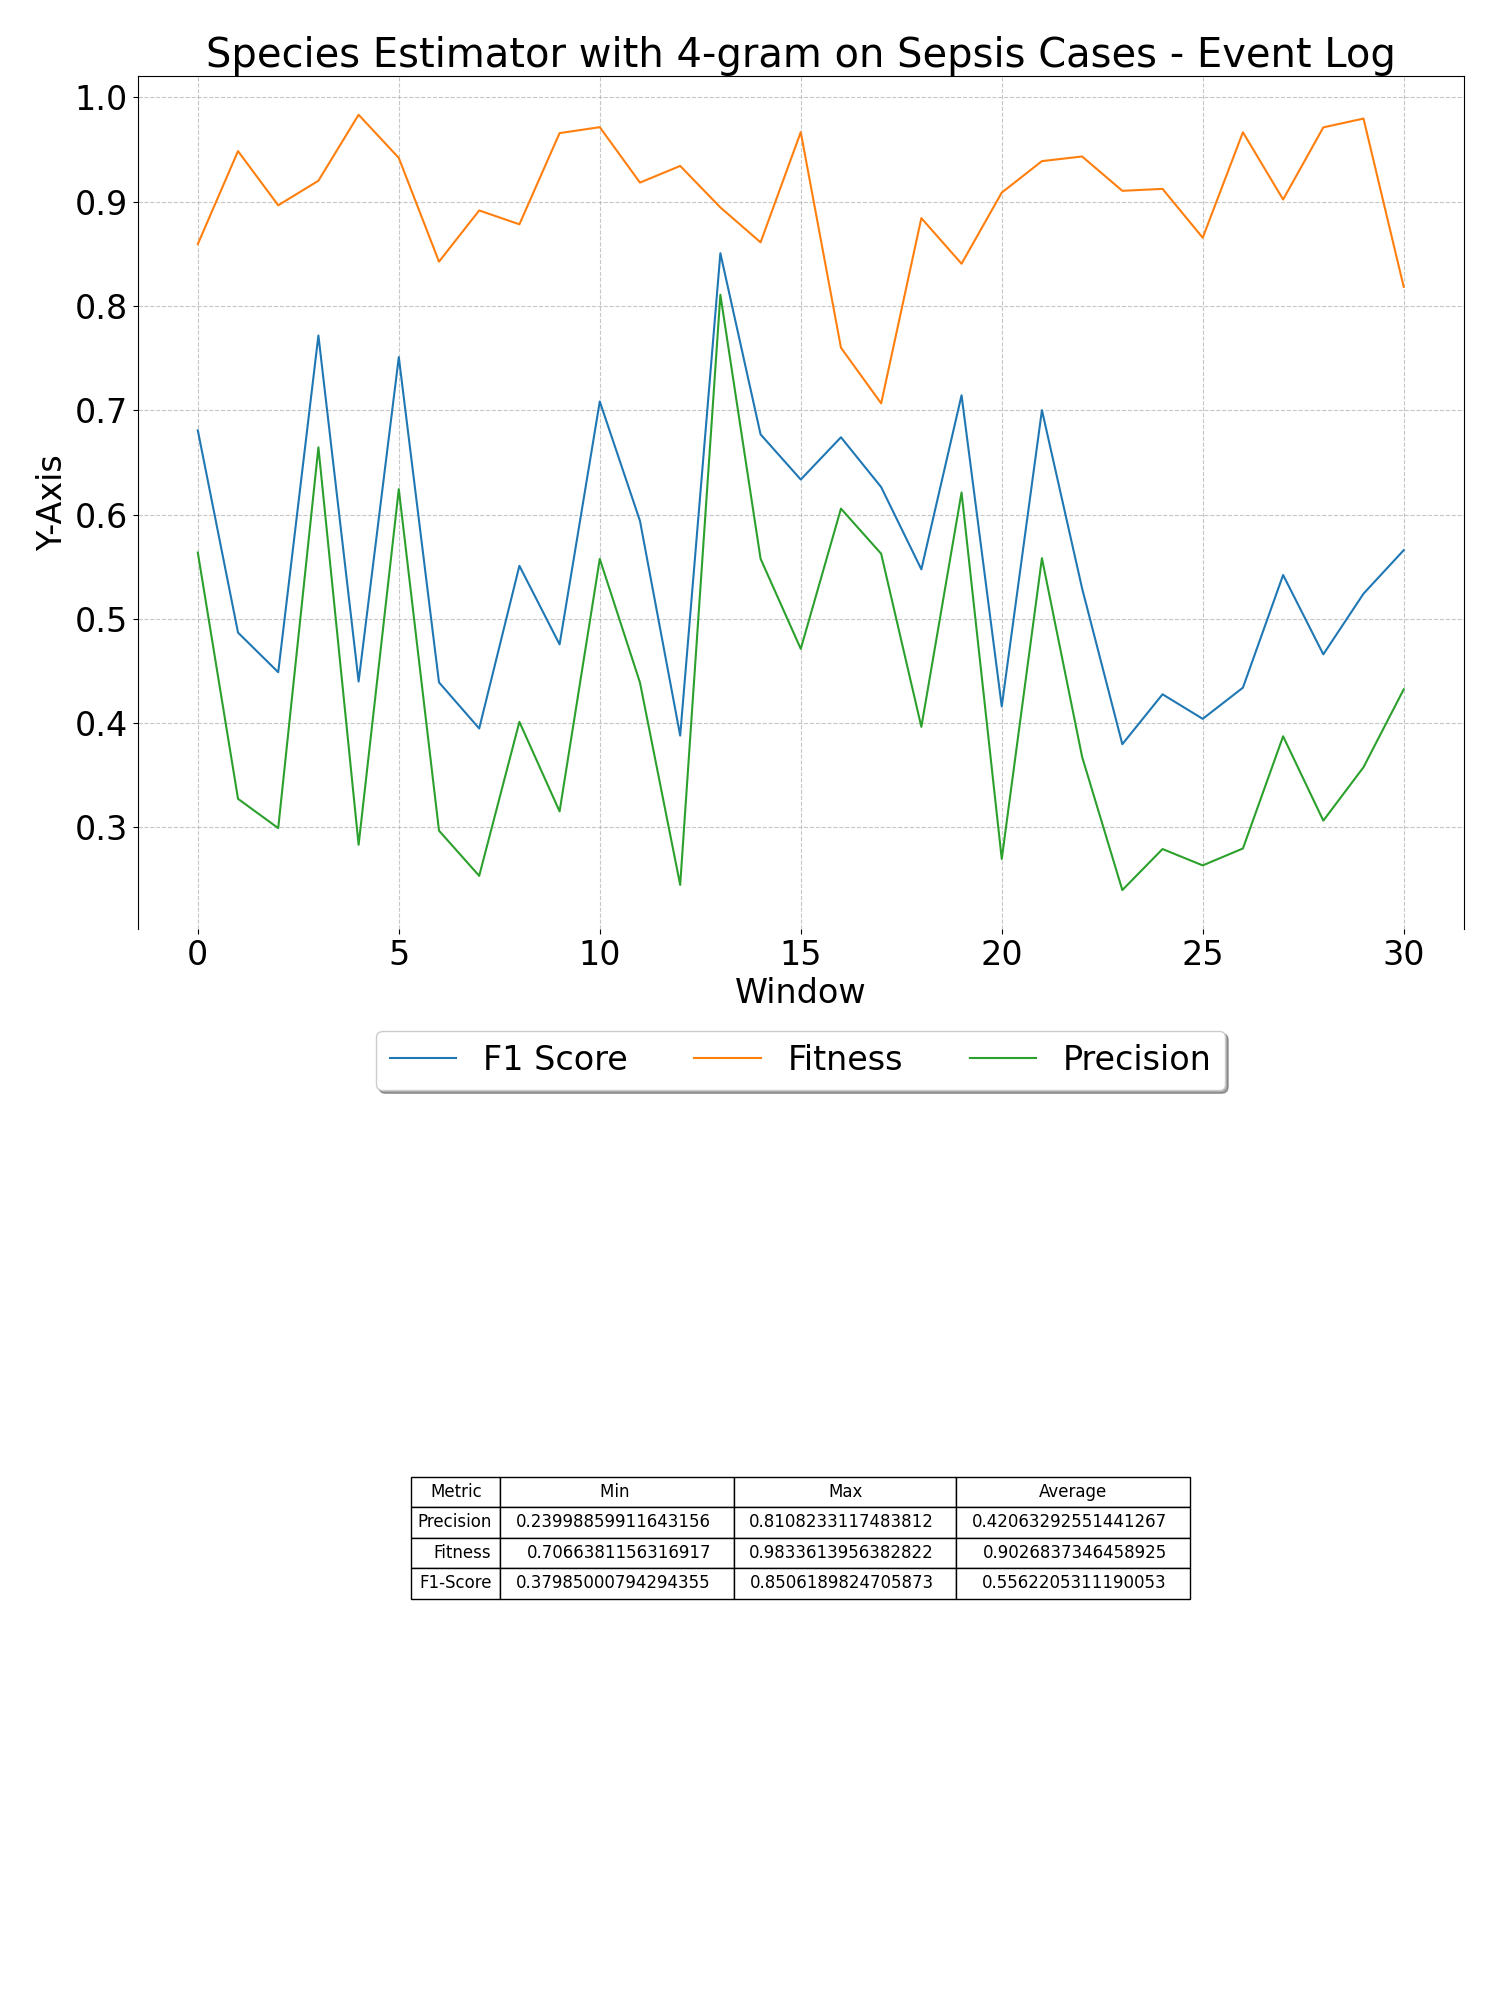 Species Estimator with 4-gram on Sepsis Cases - Event Log
1.0
0.9
0.8
0.7
0.6
0.5
0.4
0.3
Y-Axis
0 5 10 15 20 25 30
Window
F1 Score Fitness Precision
Metric Min Max Average
Precision 0.23998859911643156 0.8108233117483812 0.42063292551441267
Fitness 0.7066381156316917 0.9833613956382822 0.9026837346458925
F1-Score 0.37985000794294355 0.8506189824705873 0.5562205311190053